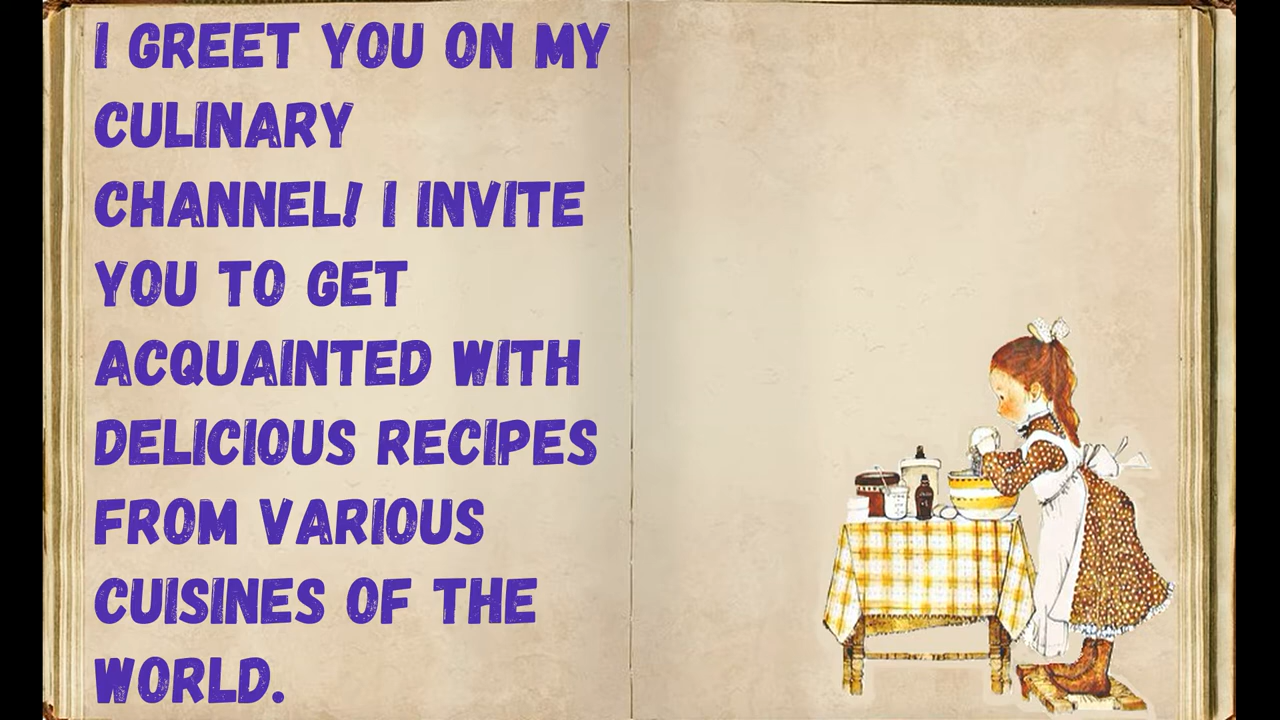 I GREET YOU ON MY
CULINARY
CHANNEL! I INVITE
YOU TO GET
ACQUAINTED WITH
DELICIOUS RECIPES
FROM VARIOUS
CUISINES OF THE
WORLD.